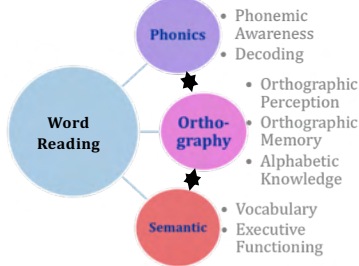 Word
Reading
Phonics
• Phonemic
Awareness
• Decoding
Ortho-
graphy
• Orthographic
Perception
• Orthographic
Memory
• Alphabetic
Knowledge
Semantic
• Vocabulary
• Executive
Functioning